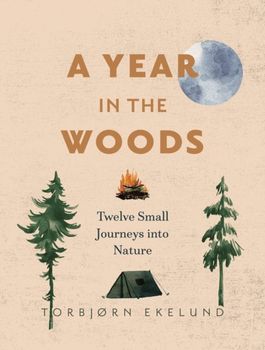 A YEAR
IN THE
WOODS
Twelve Small
Journeys into
Nature
TORBJØRN EKELUND